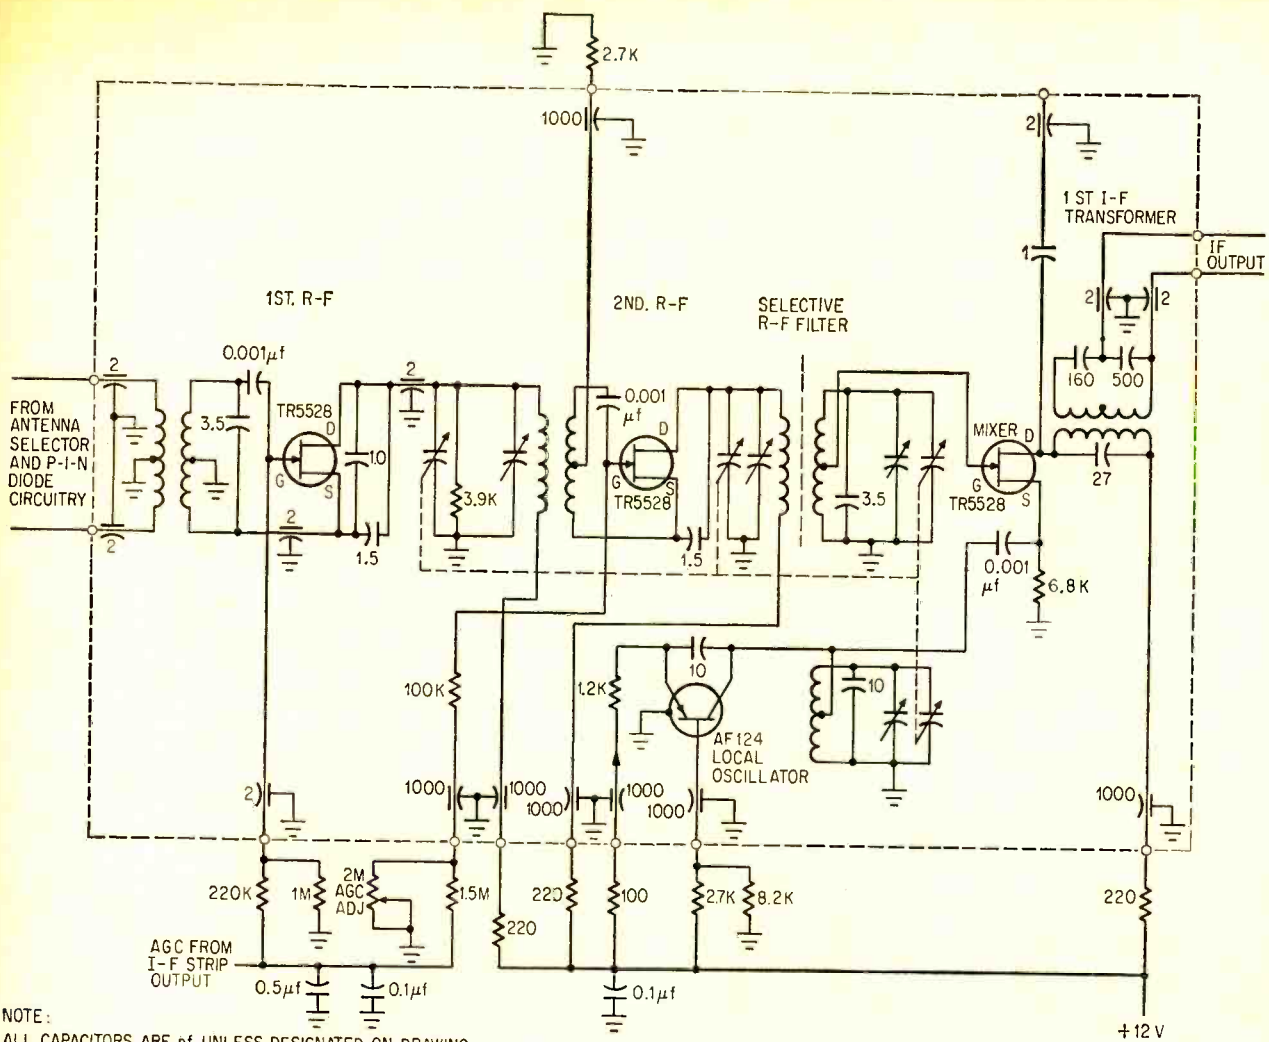 2.7K
1000
2
1 ST I-F
TRANSFORMER
1
IF
OUTPUT
1ST. R-F
2ND. R-F
SELECTIVE
R-F FILTER
2
2
0.001µf
2
2
160
500
FROM
ANTENNA
SELECTOR
AND P-I-N
DIODE
CIRCUITRY
3.5
TR5528
D
G
S
10
3.9K
0.001
µf
D
G
S
TR5528
3.5
MIXER
D
G
S
TR5528
27
2
2
1.5
1.5
0.001
µf
6.8K
100K
1.2K
10
10
AF124
LOCAL
OSCILLATOR
2
1000
1000
1000
1000
1000
1000
220K
1M
2M
AGC
ADJ
1.5M
220
220
100
2.7K
8.2K
220
AGC FROM
I-F STRIP
OUTPUT
0.5µf
0.1µf
0.1µf
+12V
NOTE:
ALL CAPACITORS ARE pf UNLESS DESIGNATED ON DRAWING